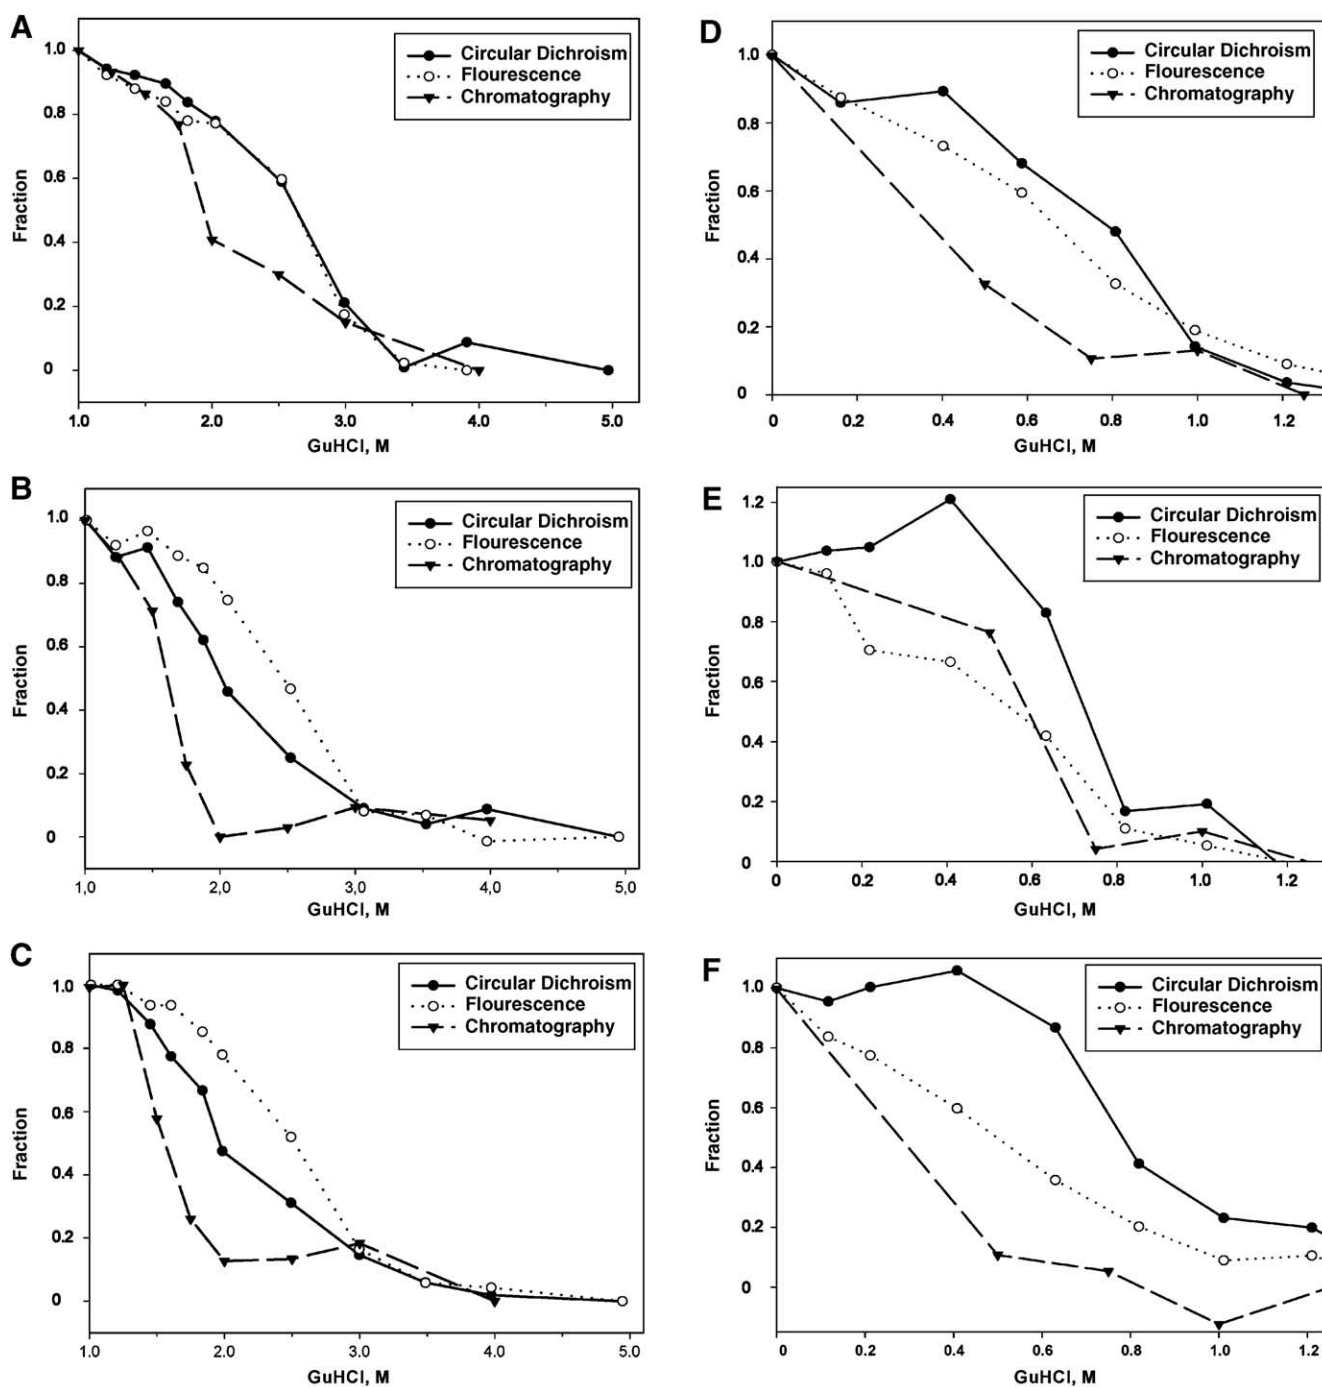 A
1.0
0.8
0.6
0.4
0.2
0
Fraction
Circular Dichroism
Flourescence
Chromatography
1.0 2.0 3.0 4.0 5.0
GuHCl, M
B
1.0
0.8
0.6
0.4
0.2
0
Fraction
Circular Dichroism
Flourescence
Chromatography
1,0 2,0 3,0 4,0 5,0
GuHCl, M
C
1.0
0.8
0.6
0.4
0.2
0
Fraction
Circular Dichroism
Flourescence
Chromatography
1.0 2.0 3.0 4.0 5.0
GuHCl, M
D
1.0
0.8
0.6
0.4
0.2
0
Fraction
Circular Dichroism
Flourescence
Chromatography
0 0.2 0.4 0.6 0.8 1.0 1.2
GuHCl, M
E
1.2
1.0
0.8
0.6
0.4
0.2
0
Fraction
Circular Dichroism
Flourescence
Chromatography
0 0.2 0.4 0.6 0.8 1.0 1.2
GuHCl, M
F
1.0
0.8
0.6
0.4
0.2
0
Fraction
Circular Dichroism
Flourescence
Chromatography
0 0.2 0.4 0.6 0.8 1.0 1.2
GuHCl, M